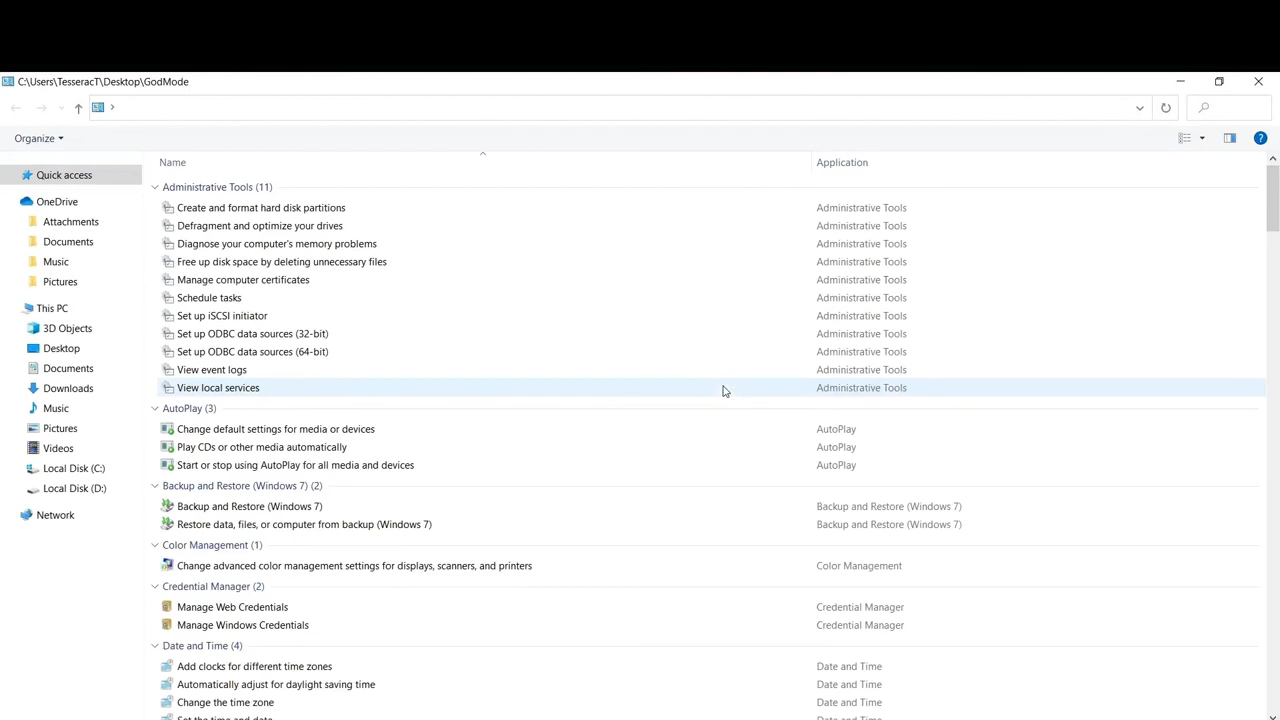 C:\Users\TesseracT\Desktop\GodMode
Organize
Name Application
Quick access
OneDrive
Attachments
Documents
Music
Pictures
This PC
3D Objects
Desktop
Documents
Downloads
Music
Pictures
Videos
Local Disk (C:)
Local Disk (D:)
Network
Administrative Tools (11)
Create and format hard disk partitions Administrative Tools
Defragment and optimize your drives Administrative Tools
Diagnose your computer's memory problems Administrative Tools
Free up disk space by deleting unnecessary files Administrative Tools
Manage computer certificates Administrative Tools
Schedule tasks Administrative Tools
Set up iSCSI initiator Administrative Tools
Set up ODBC data sources (32-bit) Administrative Tools
Set up ODBC data sources (64-bit) Administrative Tools
View event logs Administrative Tools
View local services Administrative Tools
AutoPlay (3)
Change default settings for media or devices AutoPlay
Play CDs or other media automatically AutoPlay
Start or stop using AutoPlay for all media and devices AutoPlay
Backup and Restore (Windows 7) (2)
Backup and Restore (Windows 7) Backup and Restore (Windows 7)
Restore data, files, or computer from backup (Windows 7) Backup and Restore (Windows 7)
Color Management (1)
Change advanced color management settings for displays, scanners, and printers Color Management
Credential Manager (2)
Manage Web Credentials Credential Manager
Manage Windows Credentials Credential Manager
Date and Time (4)
Add clocks for different time zones Date and Time
Automatically adjust for daylight saving time Date and Time
Change the time zone Date and Time
Set the time and date Date and Time